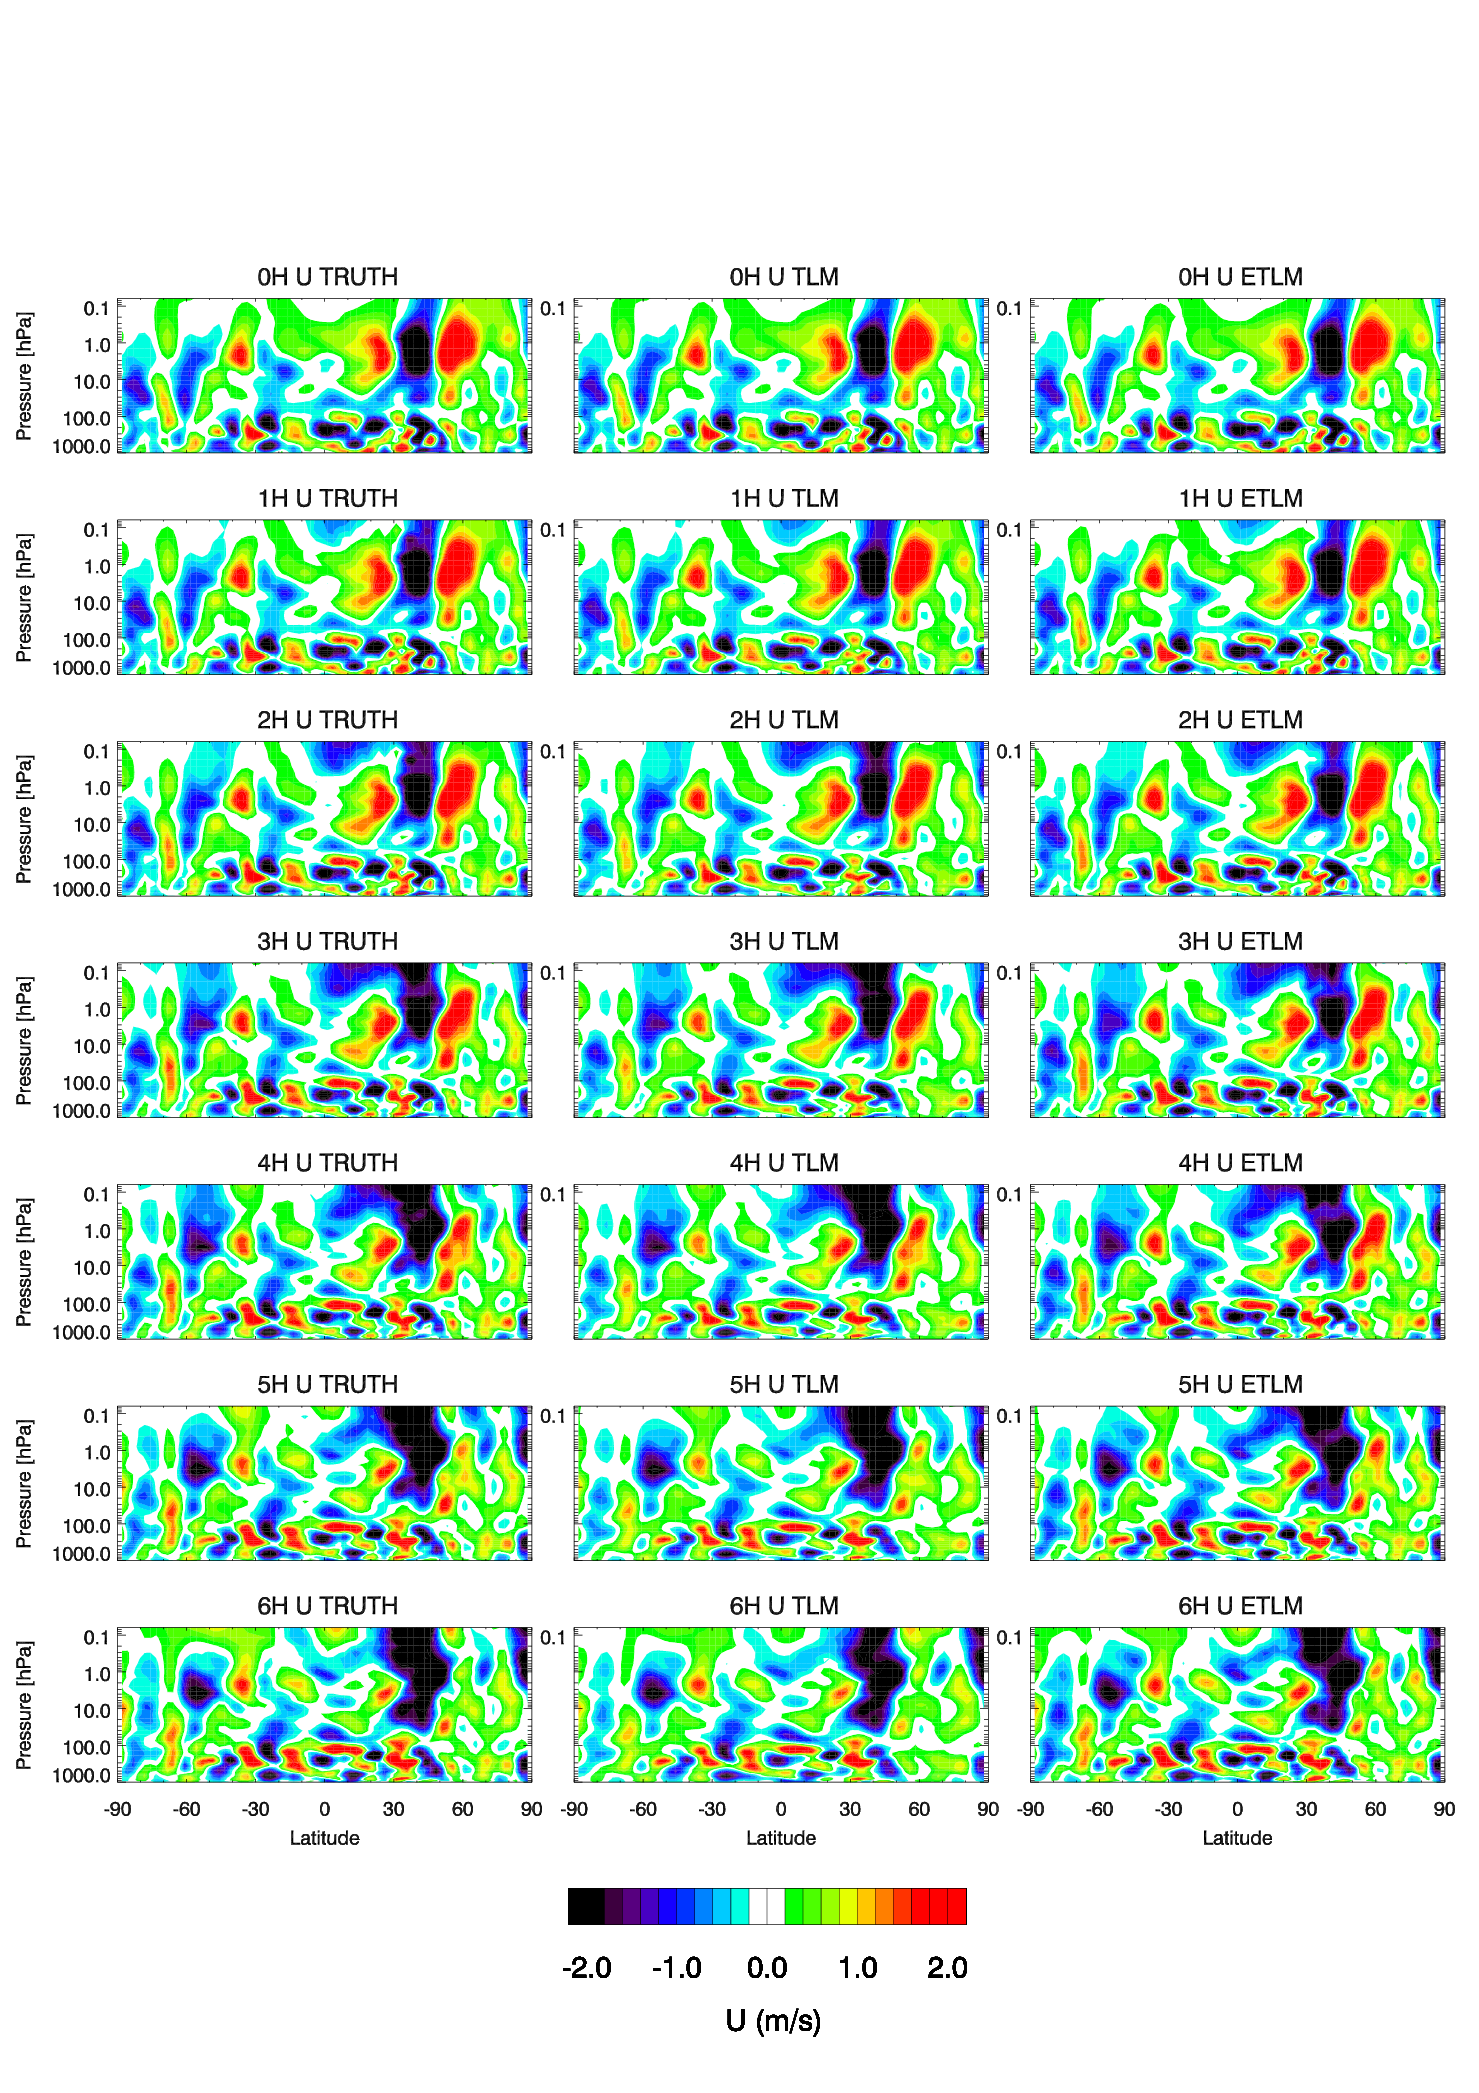 0H U TRUTH 0H U TLM 0H U ETLM
Pressure [hPa]
0.1 0.1 0.1
1.0
10.0
100.0
1000.0
1H U TRUTH 1H U TLM 1H U ETLM
Pressure [hPa]
0.1 0.1 0.1
1.0
10.0
100.0
1000.0
2H U TRUTH 2H U TLM 2H U ETLM
Pressure [hPa]
0.1 0.1 0.1
1.0
10.0
100.0
1000.0
3H U TRUTH 3H U TLM 3H U ETLM
Pressure [hPa]
0.1 0.1 0.1
1.0
10.0
100.0
1000.0
4H U TRUTH 4H U TLM 4H U ETLM
Pressure [hPa]
0.1 0.1 0.1
1.0
10.0
100.0
1000.0
5H U TRUTH 5H U TLM 5H U ETLM
Pressure [hPa]
0.1 0.1 0.1
1.0
10.0
100.0
1000.0
6H U TRUTH 6H U TLM 6H U ETLM
Pressure [hPa]
0.1 0.1 0.1
1.0
10.0
100.0
1000.0
-90 -60 -30 0 30 60 90 -90 -60 -30 0 30 60 90 -90 -60 -30 0 30 60 90
Latitude Latitude Latitude
-2.0 -1.0 0.0 1.0 2.0
U (m/s)